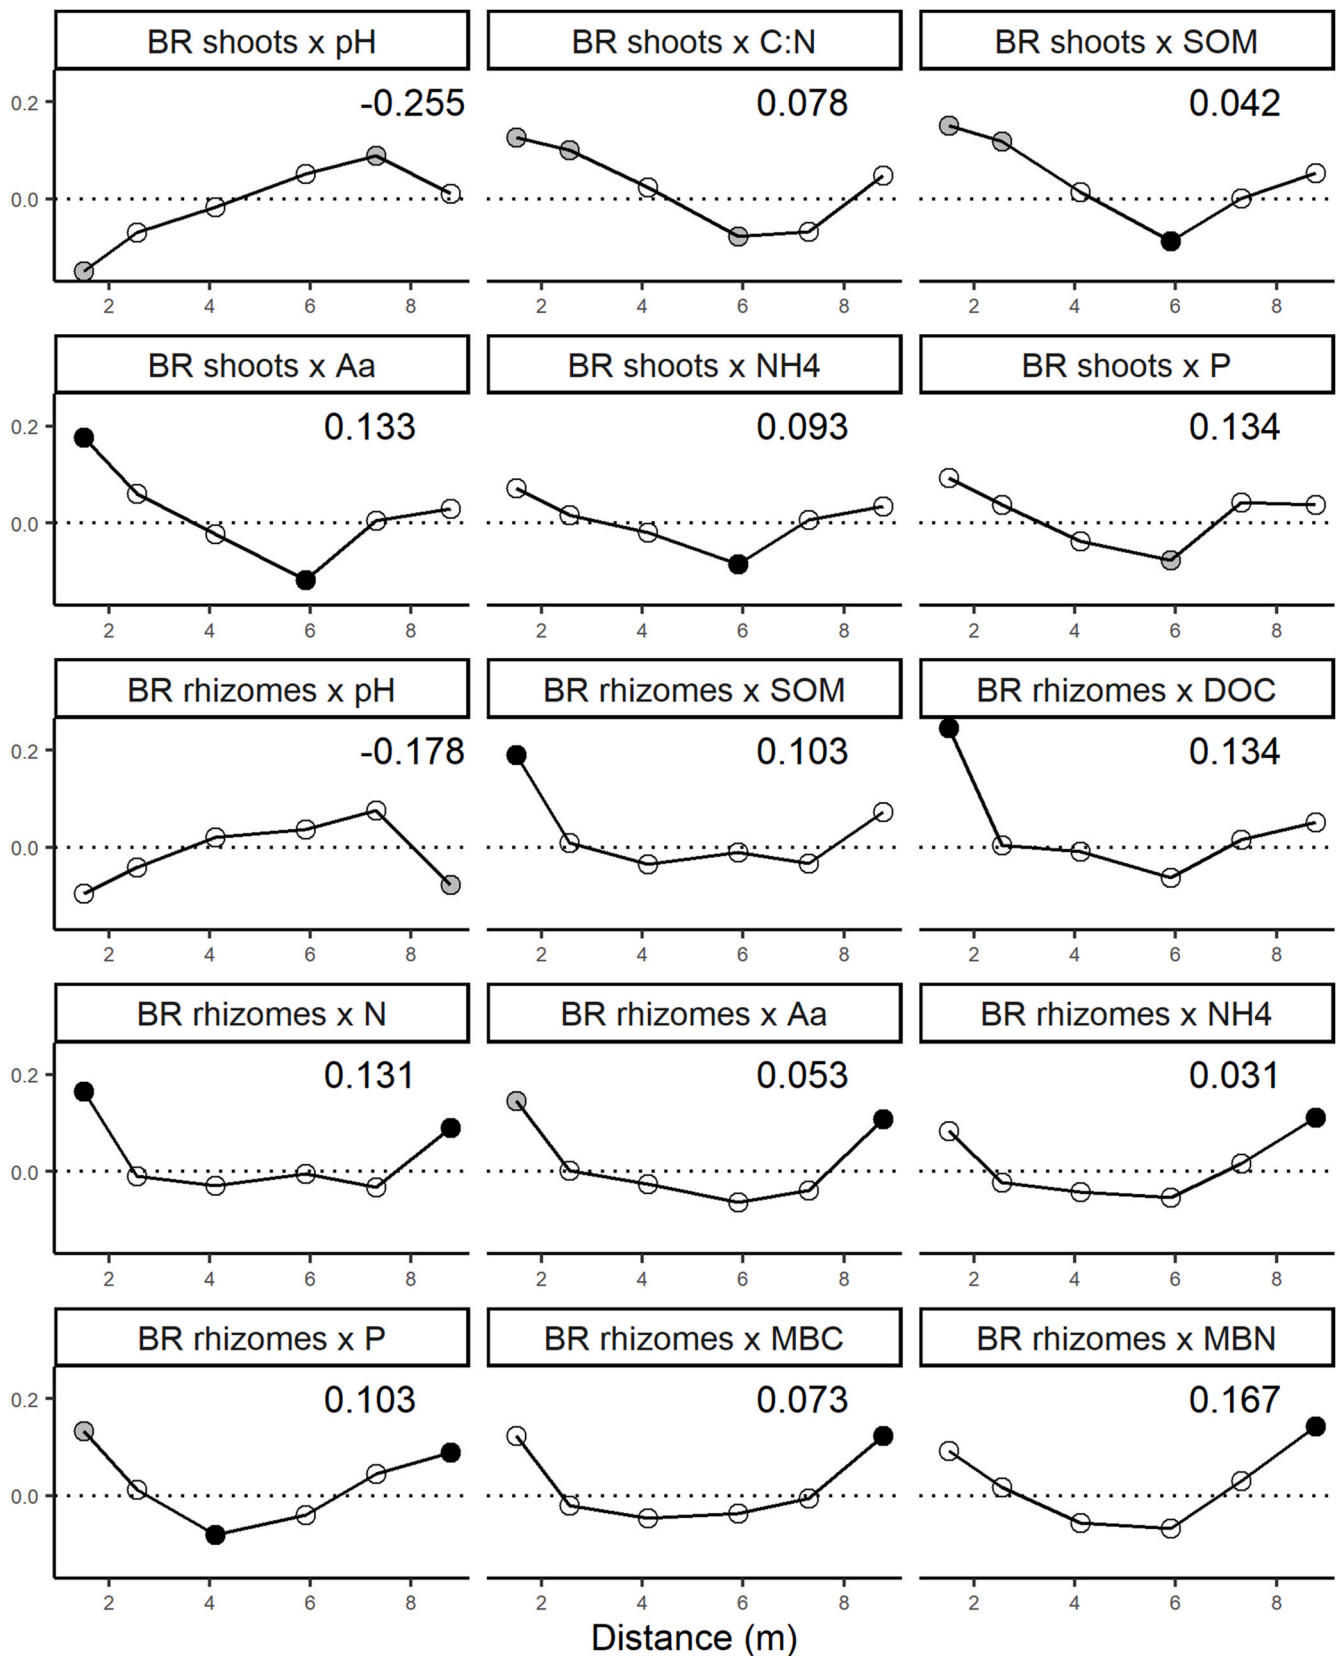 BR shoots x pH
BR shoots x C:N
BR shoots x SOM
0.2
-0.255
0.078
0.042
0.0
2 4 6 8
2 4 6 8
2 4 6 8
BR shoots x Aa
BR shoots x NH4
BR shoots x P
0.2
0.133
0.093
0.134
0.0
2 4 6 8
2 4 6 8
2 4 6 8
BR rhizomes x pH
BR rhizomes x SOM
BR rhizomes x DOC
0.2
-0.178
0.103
0.134
0.0
2 4 6 8
2 4 6 8
2 4 6 8
BR rhizomes x N
BR rhizomes x Aa
BR rhizomes x NH4
0.2
0.131
0.053
0.031
0.0
2 4 6 8
2 4 6 8
2 4 6 8
BR rhizomes x P
BR rhizomes x MBC
BR rhizomes x MBN
0.2
0.103
0.073
0.167
0.0
2 4 6 8
2 4 6 8
2 4 6 8
Distance (m)